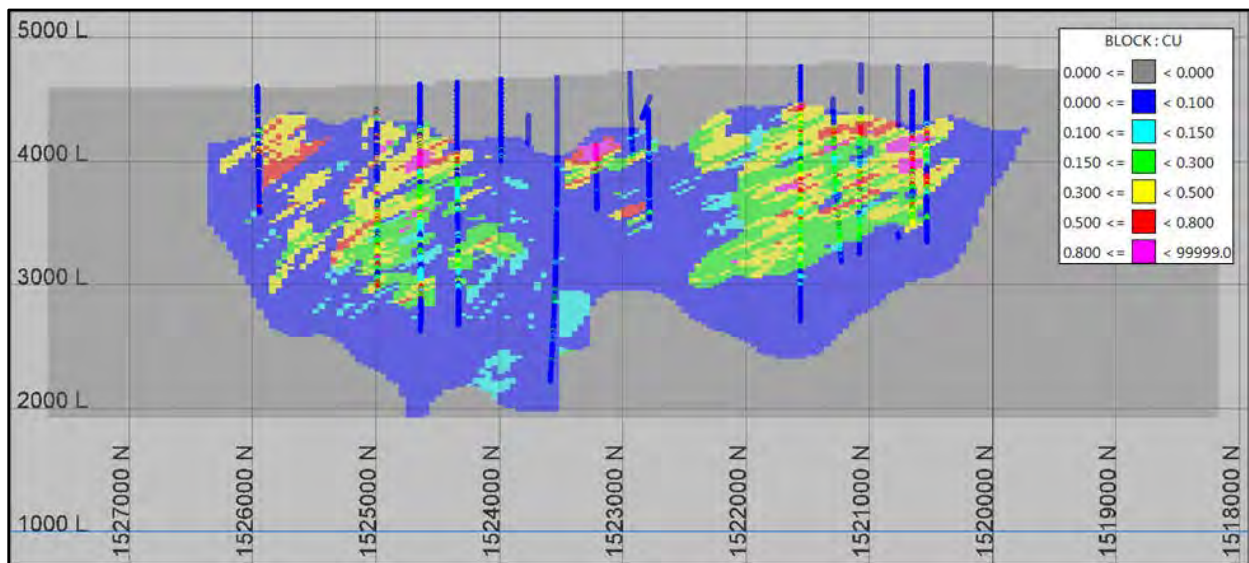 5000 L
BLOCK : CU
0.000 <= < 0.000
0.000 <= < 0.100
0.100 <= < 0.150
0.150 <= < 0.300
0.300 <= < 0.500
0.500 <= < 0.800
0.800 <= < 99999.0
4000 L
3000 L
2000 L
1000 L
1527000 N
1526000 N
1525000 N
1524000 N
1523000 N
1522000 N
1521000 N
1520000 N
1519000 N
1518000 N